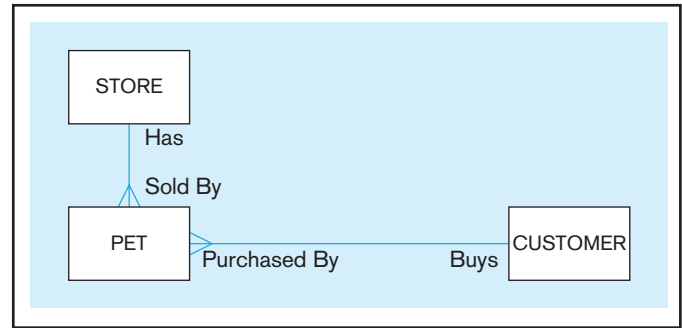 STORE
Has
Sold By
PET
CUSTOMER
Purchased By
Buys